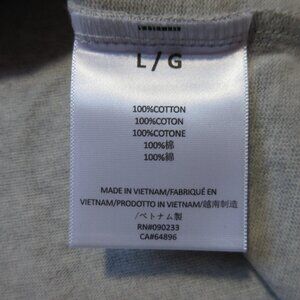 L / G
100%COTTON
100%COTON
100%COTONE
100%棉
100%綿
MADE IN VIETNAM/FABRIQUÉ EN
VIETNAM/PRODOTTO IN VIETNAM/越南制造
/ベトナム製
RN#090233
CA#64896